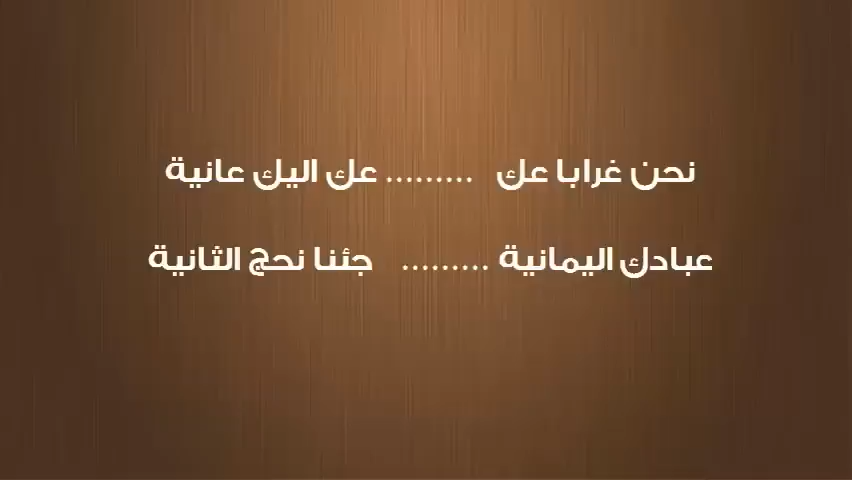 نحن غرابا عك ......... عك اليك عانية
عبادك اليمانية ......... جئنا نحج الثانية